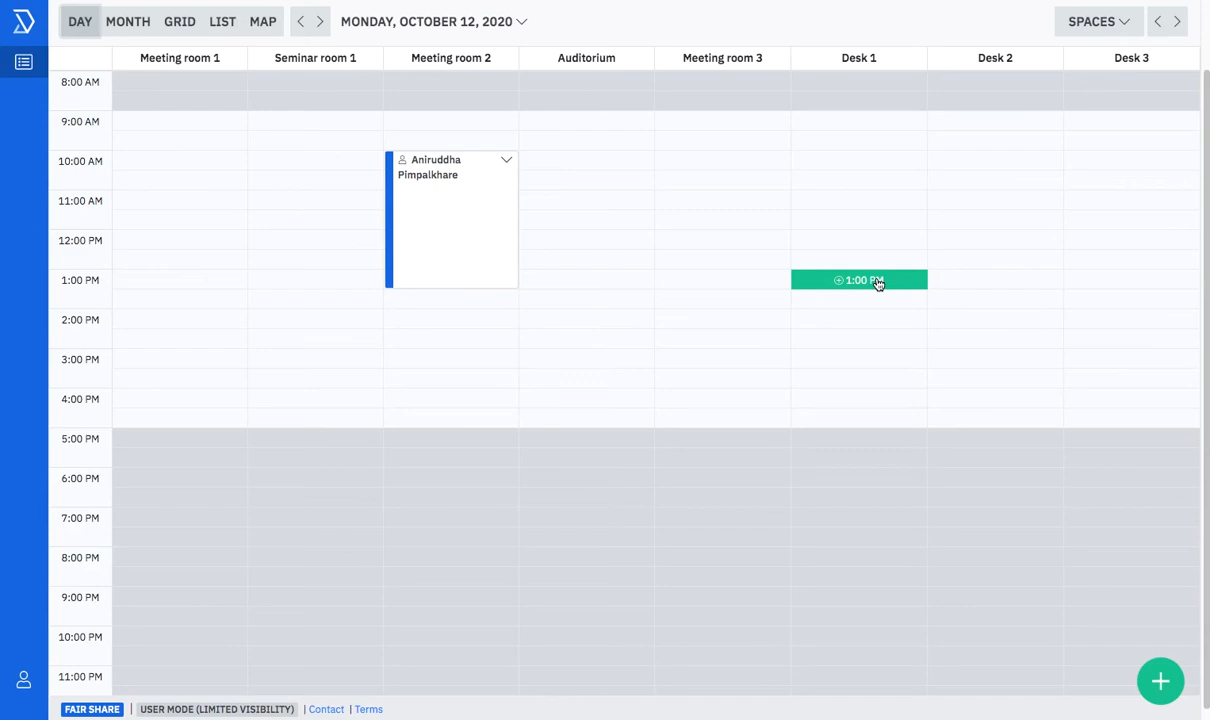 DAY MONTH GRID LIST MAP MONDAY, OCTOBER 12, 2020 SPACES
Meeting room 1 Seminar room 1 Meeting room 2 Auditorium Meeting room 3 Desk 1 Desk 2 Desk 3
8:00 AM
9:00 AM
10:00 AM
Aniruddha
Pimpalkhare
11:00 AM
12:00 PM
1:00 PM
1:00 PM
2:00 PM
3:00 PM
4:00 PM
5:00 PM
6:00 PM
7:00 PM
8:00 PM
9:00 PM
10:00 PM
11:00 PM
FAIR SHARE | USER MODE (LIMITED VISIBILITY) | Contact | Terms